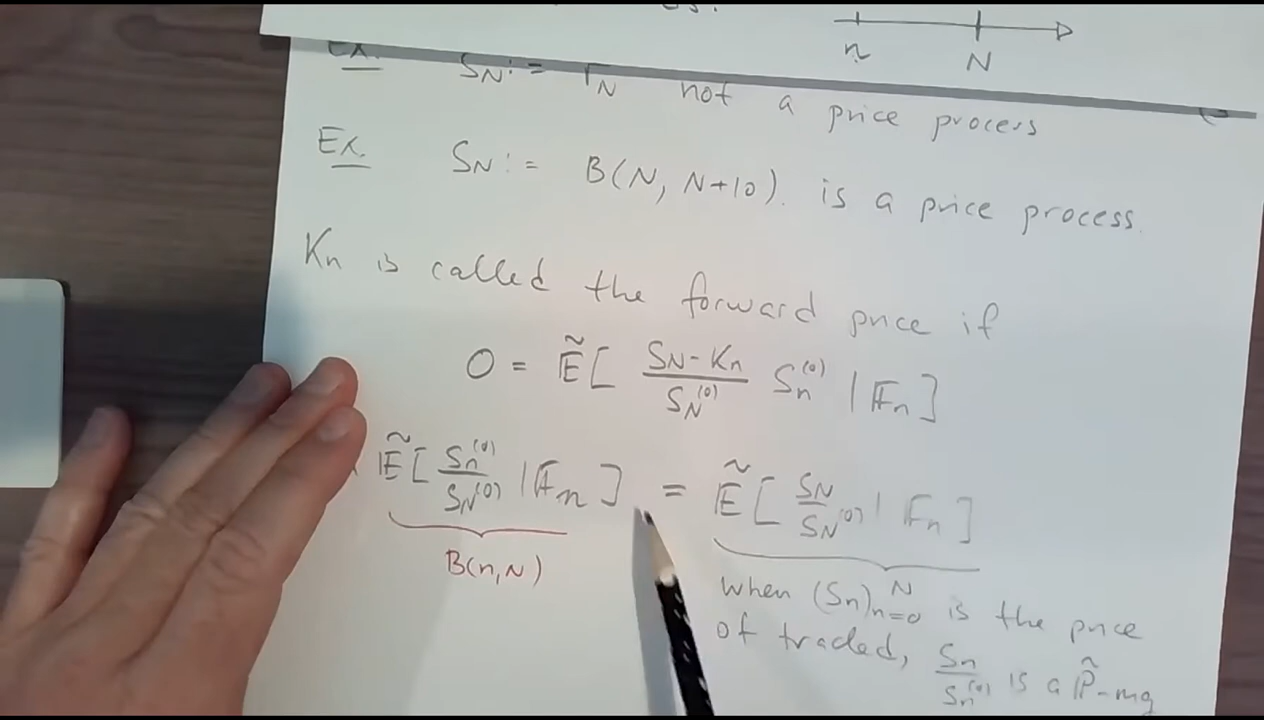 n N
Ex. S_N := r_N not a price process
Ex. S_N := B(N, N+10). is a price process.
K_n is called the forward price if
0 = Ẽ[ (S_N - K_n)/S_N^(0) S_n^(0) | F_n ]
Ẽ[ S_n^(0)/S_N^(0) | F_n ] = Ẽ[ S_N/S_N^(0) | F_n ]
B(n,N)
when (S_n)_{n=0}^N is the price
of traded, S_n/S_n^(0) is a P̃-mg